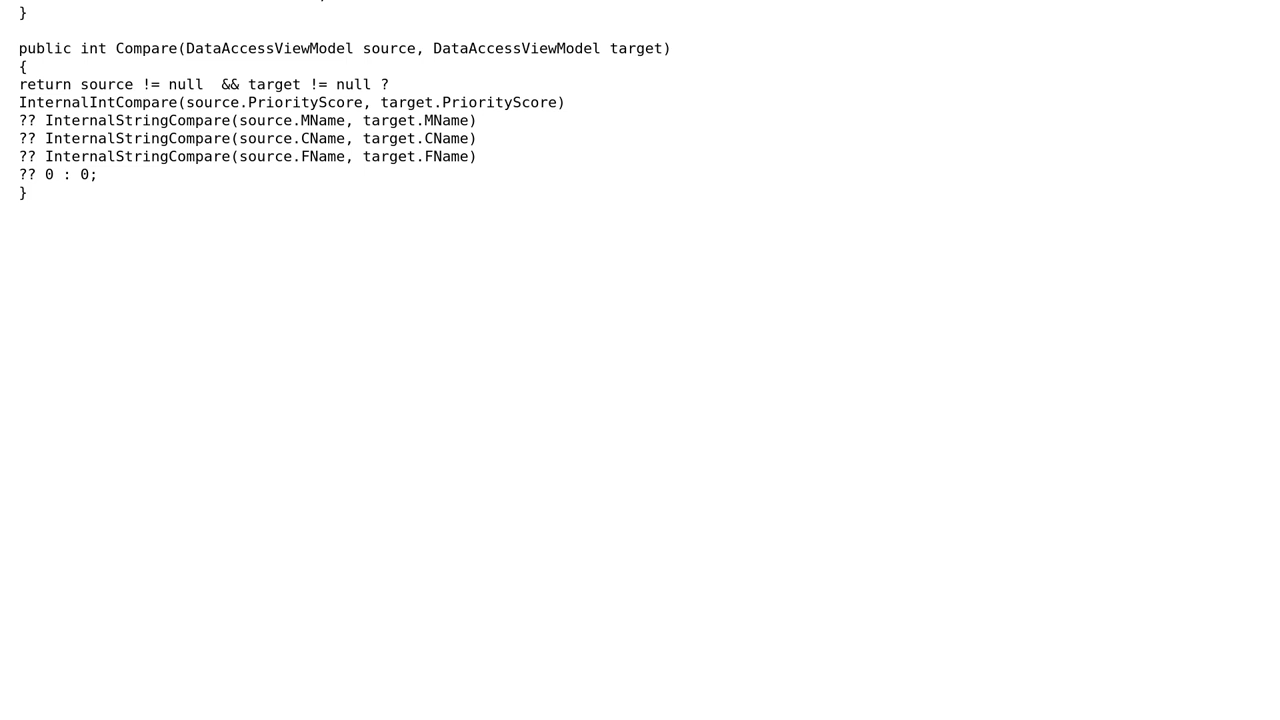 }
public int Compare(DataAccessViewModel source, DataAccessViewModel target)
{
return source != null  && target != null ?
InternalIntCompare(source.PriorityScore, target.PriorityScore)
?? InternalStringCompare(source.MName, target.MName)
?? InternalStringCompare(source.CName, target.CName)
?? InternalStringCompare(source.FName, target.FName)
?? 0 : 0;
}